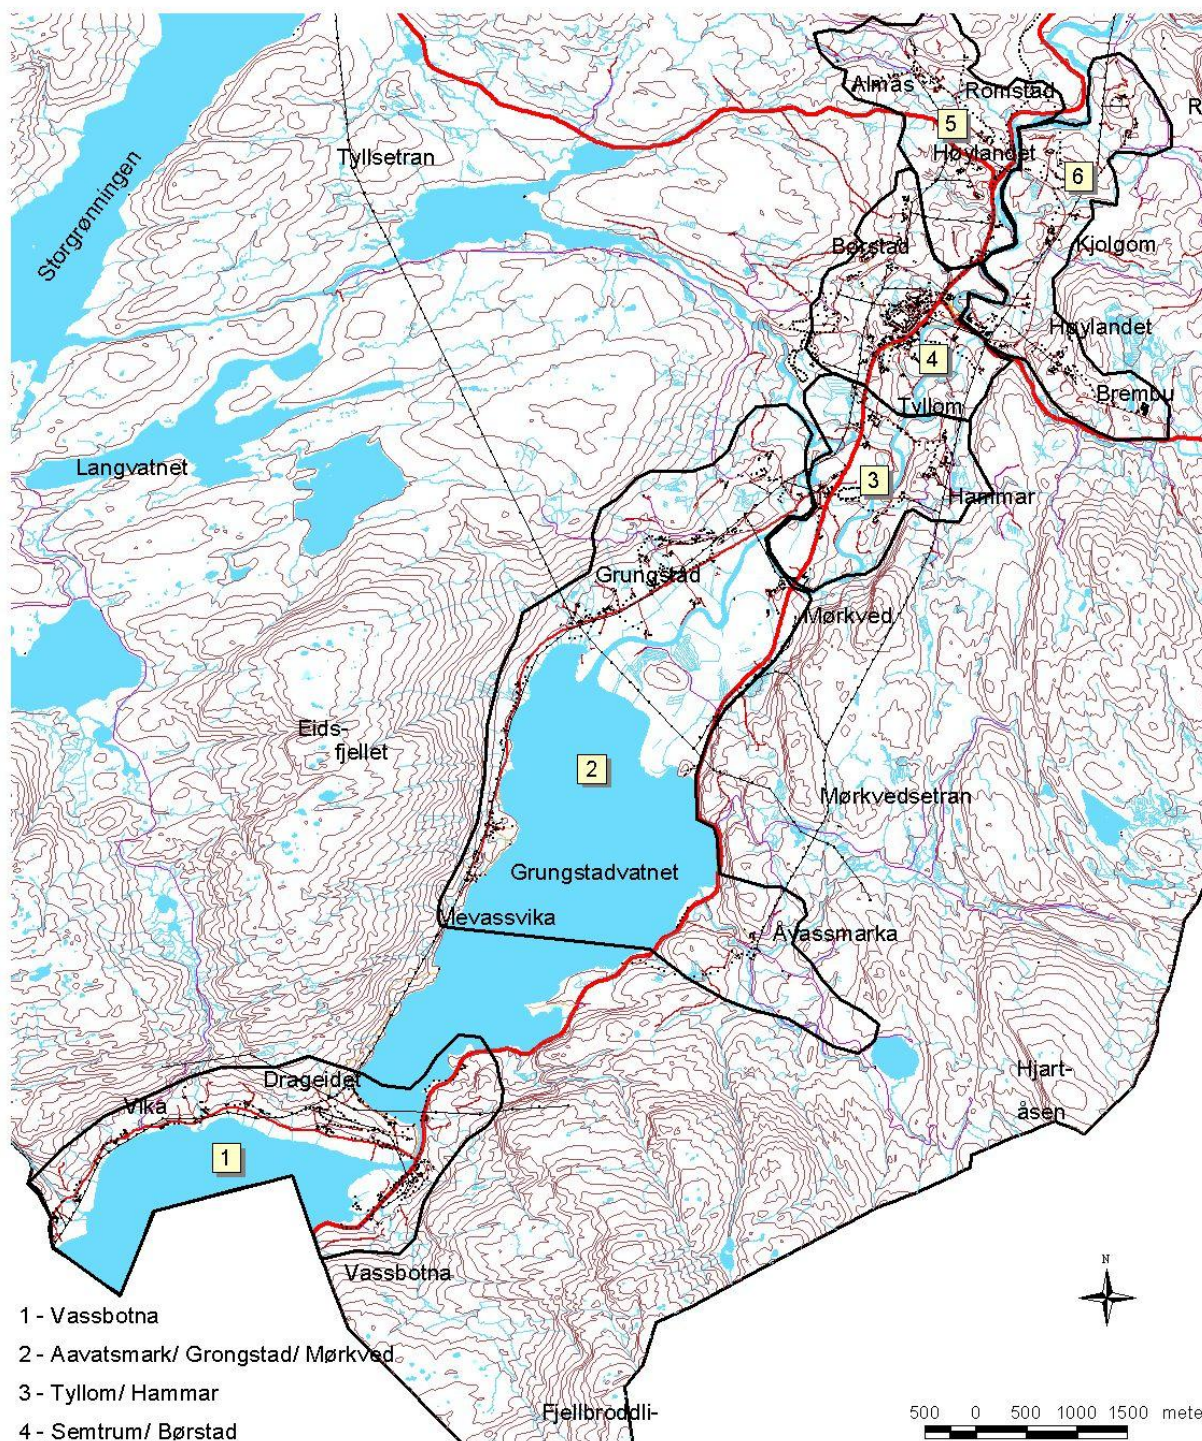 Almås
Romstad
R
5
Høylandet
6
Tyllsetran
Storgrønningen
Børstad
Kjolgom
Høylandet
4
Brembu
Tyllom
Langvatnet
3
Hammar
Grungstad
Mørkved
Eids-
fjellet
2
Mørkvedsetran
Grungstadvatnet
Mevassvika
Åvassmarka
Hjart-
åsen
Drageidet
Vika
1
Vassbotna
N
1 - Vassbotna
2 - Aavatsmark/ Grongstad/ Mørkved
3 - Tyllom/ Hammar
4 - Semtrum/ Børstad
Fjellbroddli-
500 0 500 1000 1500 mete